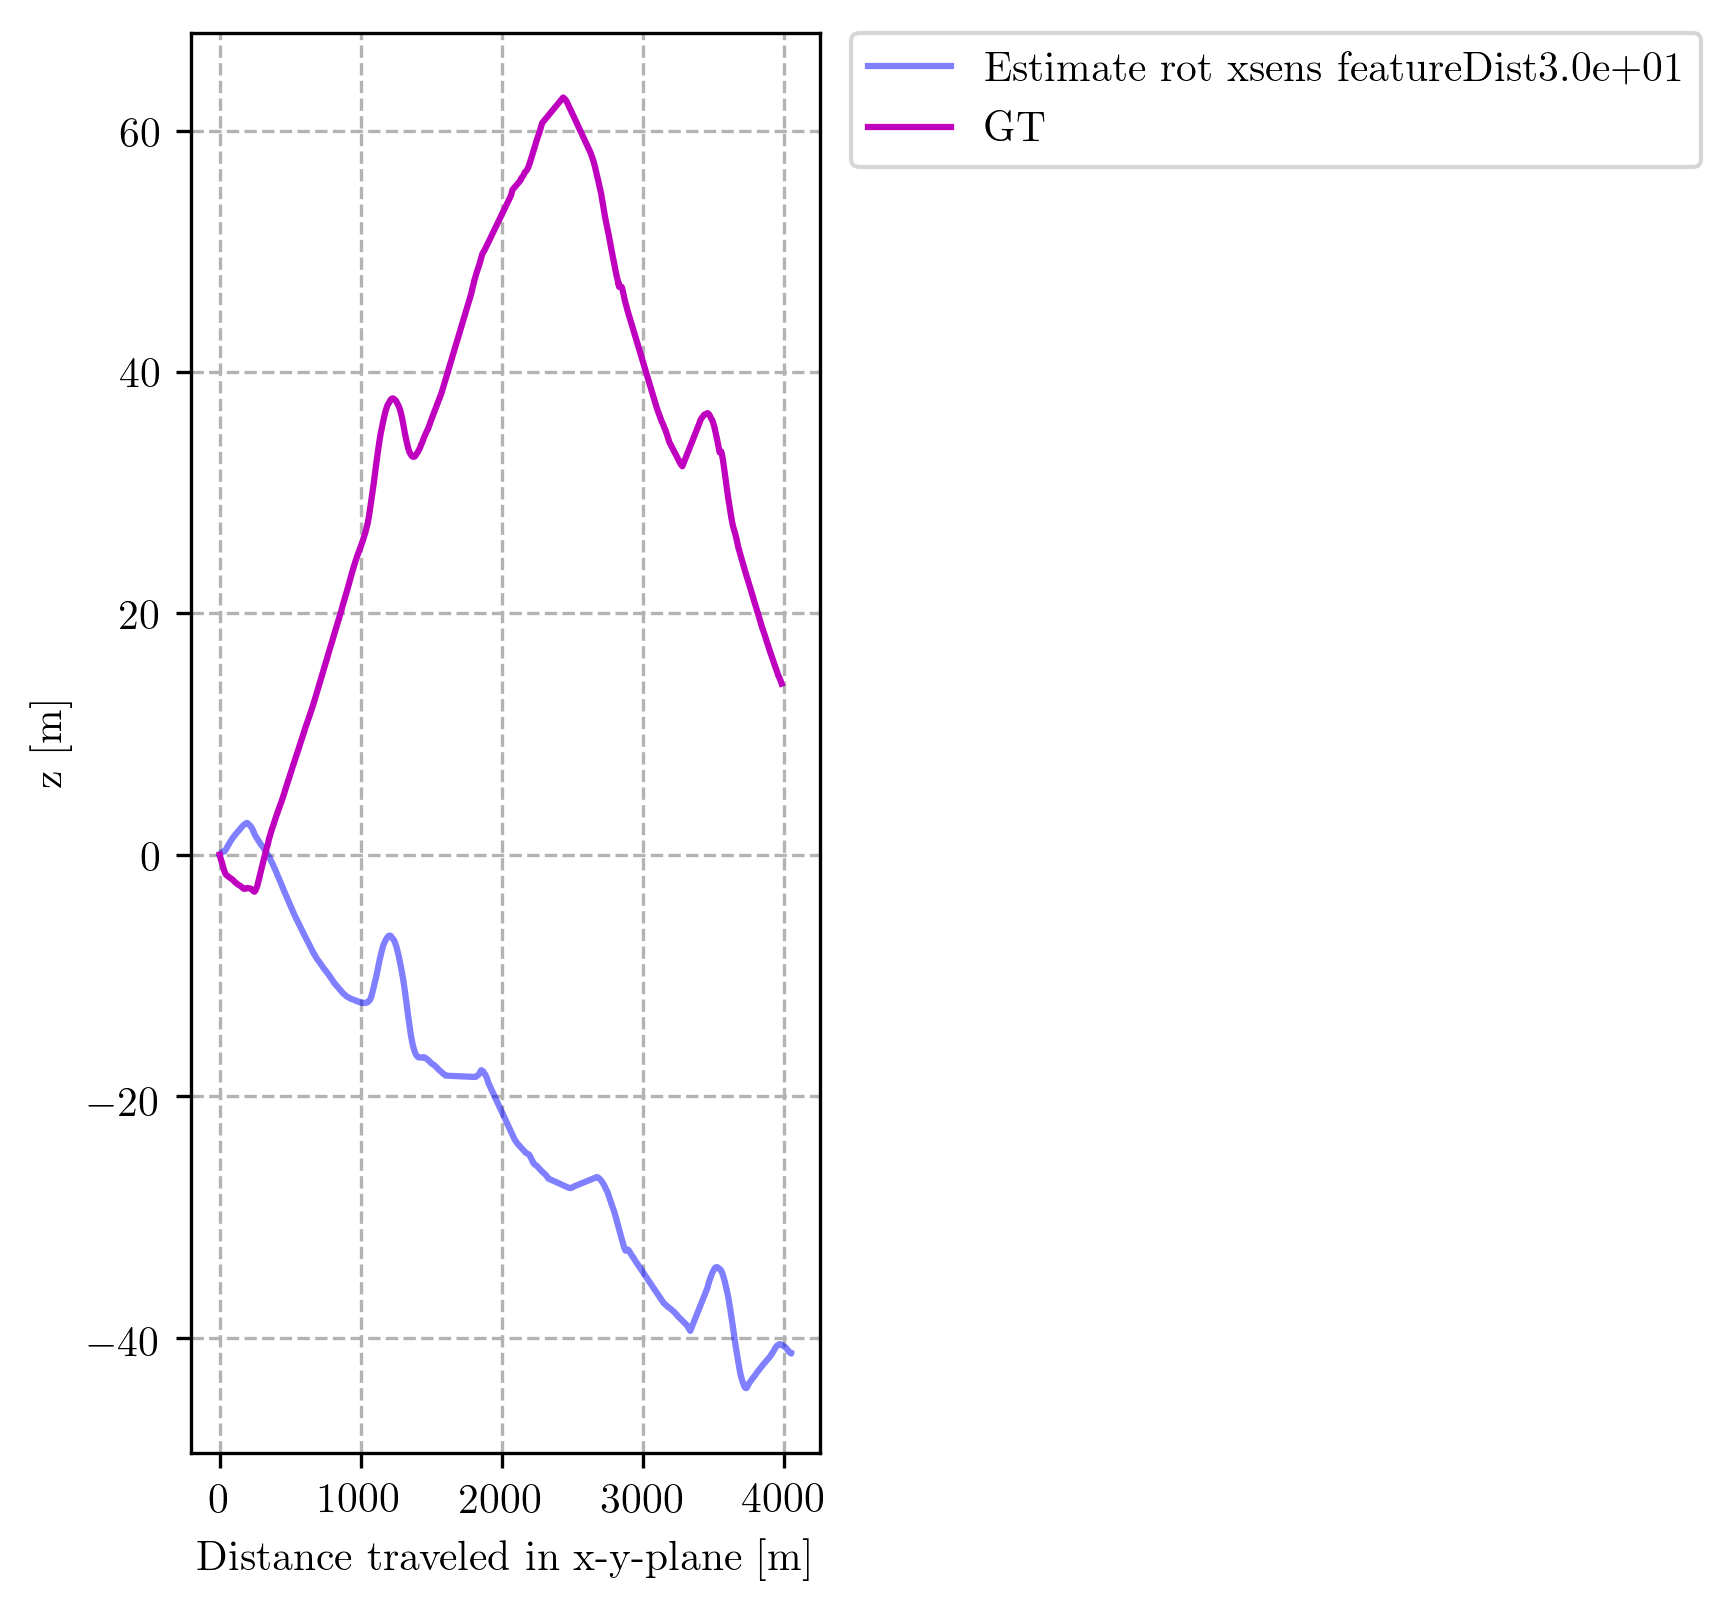 Estimate rot xsens featureDist3.0e+01
GT
60
40
20
0
−20
−40
z [m]
0 1000 2000 3000 4000
Distance traveled in x-y-plane [m]